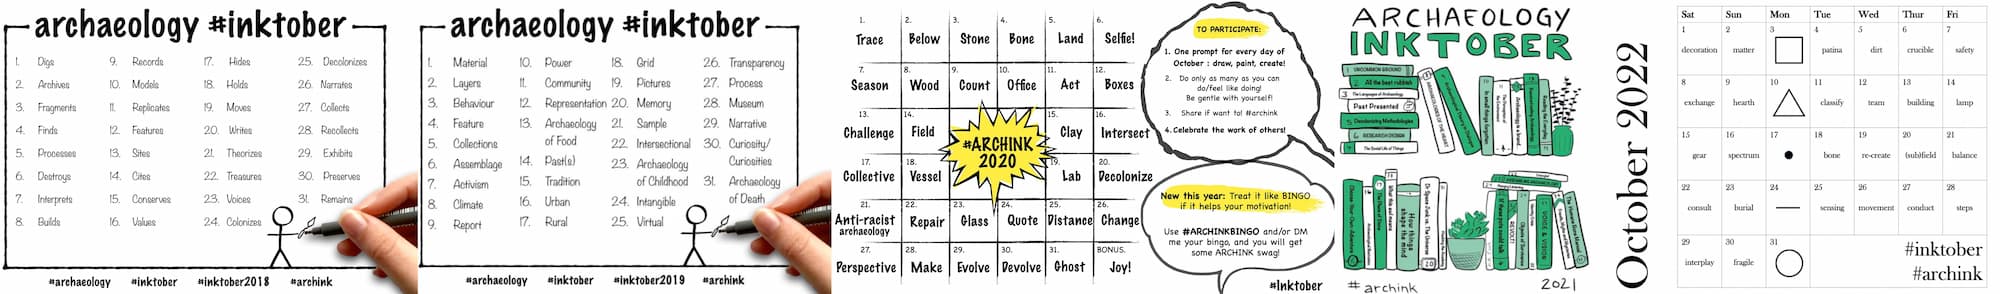 archaeology #inktober
1. Digs
2. Archives
3. Fragments
4. Finds
5. Processes
6. Destroys
7. Interprets
8. Builds
9. Records
10. Models
11. Replicates
12. Features
13. Sites
14. Cites
15. Conserves
16. Values
17. Hides
18. Holds
19. Moves
20. Writes
21. Theorizes
22. Treasures
23. Voices
24. Colonizes
25. Decolonizes
26. Narrates
27. Collects
28. Recollects
29. Exhibits
30. Preserves
31. Remains
#archaeology #inktober #inktober2018 #archink
archaeology #inktober
1. Material
2. Layers
3. Behaviour
4. Feature
5. Collections
6. Assemblage
7. Activism
8. Climate
9. Report
10. Power
11. Community
12. Representation
13. Archaeology
of Food
14. Past(s)
15. Tradition
16. Urban
17. Rural
18. Grid
19. Pictures
20. Memory
21. Sample
22. Intersectional
23. Archaeology
of Childhood
24. Intangible
25. Virtual
26. Transparency
27. Process
28. Museum
29. Narrative
30. Curiosity/
Curiosities
31. Archaeology
of Death
#archaeology #inktober #inktober2019 #archink
1. Trace
2. Below
3. Stone
4. Bone
5. Land
6. Selfie!
7. Season
8. Wood
9. Count
10. Office
11. Act
12. Boxes
13. Challenge
14. Field
#ARCHINK
2020
15. Clay
16. Intersect
17. Collective
18. Vessel
19. Lab
20. Decolonize
21. Anti-racist
archaeology
22. Repair
23. Glass
24. Quote
25. Distance
26. Change
27. Perspective
28. Make
29. Evolve
30. Devolve
31. Ghost
BONUS. Joy!
TO PARTICIPATE:
1. One prompt for every day of
October : draw, paint, create!
2. Do only as many as you can
do/feel like doing!
Be gentle with yourself!
3. Share if want to! #archink
4. Celebrate the work of others!
New this year: Treat it like BINGO
if it helps your motivation!
Use #ARCHINKBINGO and/or DM
me your bingo, and you will get
some ARCHINK swag!
#Inktober
ARCHAEOLOGY
INKTOBER
1 UNCOMMON GROUND
2 All the best rubbish
3 The Languages of Archaeology
4 Past Presented
5 Decolonizing Methodologies
6 RESEARCH DESIGN
7 The Social Life of Things
# archink
2021
October 2022
Sat Sun Mon Tue Wed Thur Fri
1 2 3 4 5 6 7
decoration matter patina dirt crucible safety
8 9 10 11 12 13 14
exchange hearth classify team building lamp
15 16 17 18 19 20 21
gear spectrum bone re-create (sub)field balance
22 23 24 25 26 27 28
consult burial sensing movement conduct steps
29 30 31
interplay fragile
#inktober
#archink